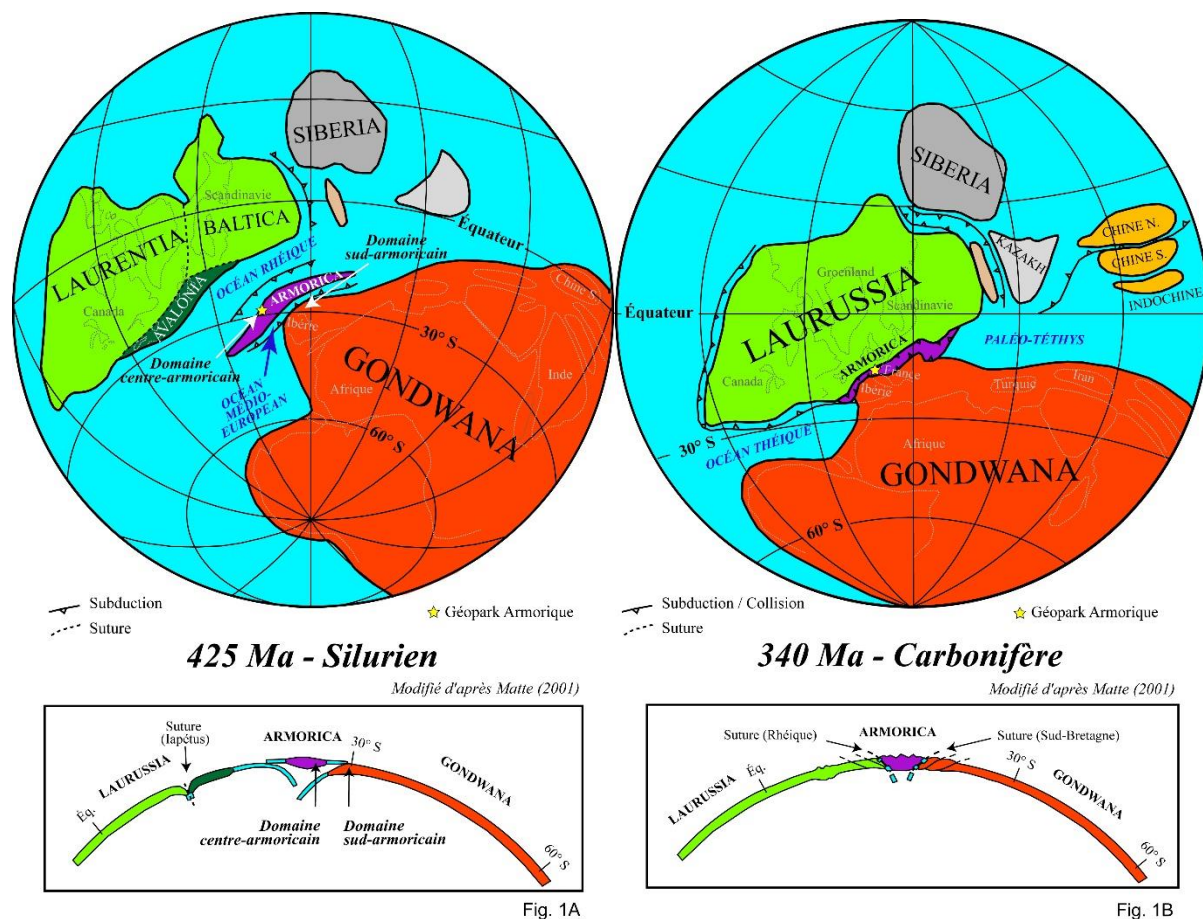 SIBERIA
Scandinavie
LAURENTIA
BALTICA
Équateur
Domaine
sud-armoricain
OCÉAN RHÉIQUE
ARMORICA
AVALONIA
Canada
Ibérie
Chine S.
Domaine
centre-armoricain
30° S
OCÉAN
MÉDIO-
EUROPÉEN
GONDWANA
Afrique
Inde
60° S
Subduction
Suture
Géopark Armorique
425 Ma - Silurien
Modifié d'après Matte (2001)
Suture
(Iapétus)
ARMORICA
30° S
LAURUSSIA
GONDWANA
Éq.
Domaine
centre-armoricain
Domaine
sud-armoricain
60° S
Fig. 1A
SIBERIA
CHINE N.
KAZAKH
CHINE S.
INDOCHINE
Groenland
Scandinavie
Équateur
LAURUSSIA
PALÉO-TÉTHYS
ARMORICA
Canada
France
Ibérie
Turquie
Iran
30° S
OCÉAN THÉIQUE
Afrique
GONDWANA
60° S
Subduction / Collision
Suture
Géopark Armorique
340 Ma - Carbonifère
Modifié d'après Matte (2001)
Suture (Rhéique)
ARMORICA
Suture (Sud-Bretagne)
30° S
LAURUSSIA
Éq.
GONDWANA
60° S
Fig. 1B